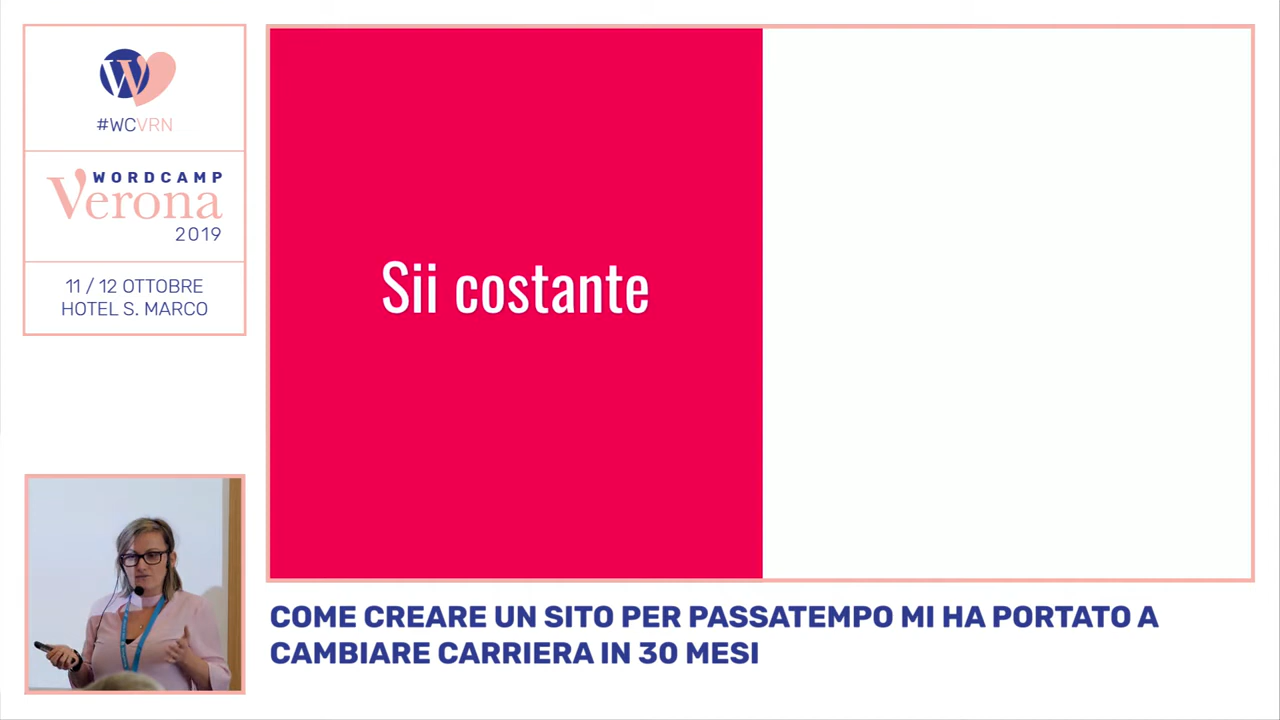 #WCVRN
WORDCAMP
Verona
2019
11 / 12 OTTOBRE
HOTEL S. MARCO
Sii costante
COME CREARE UN SITO PER PASSATEMPO MI HA PORTATO A
CAMBIARE CARRIERA IN 30 MESI